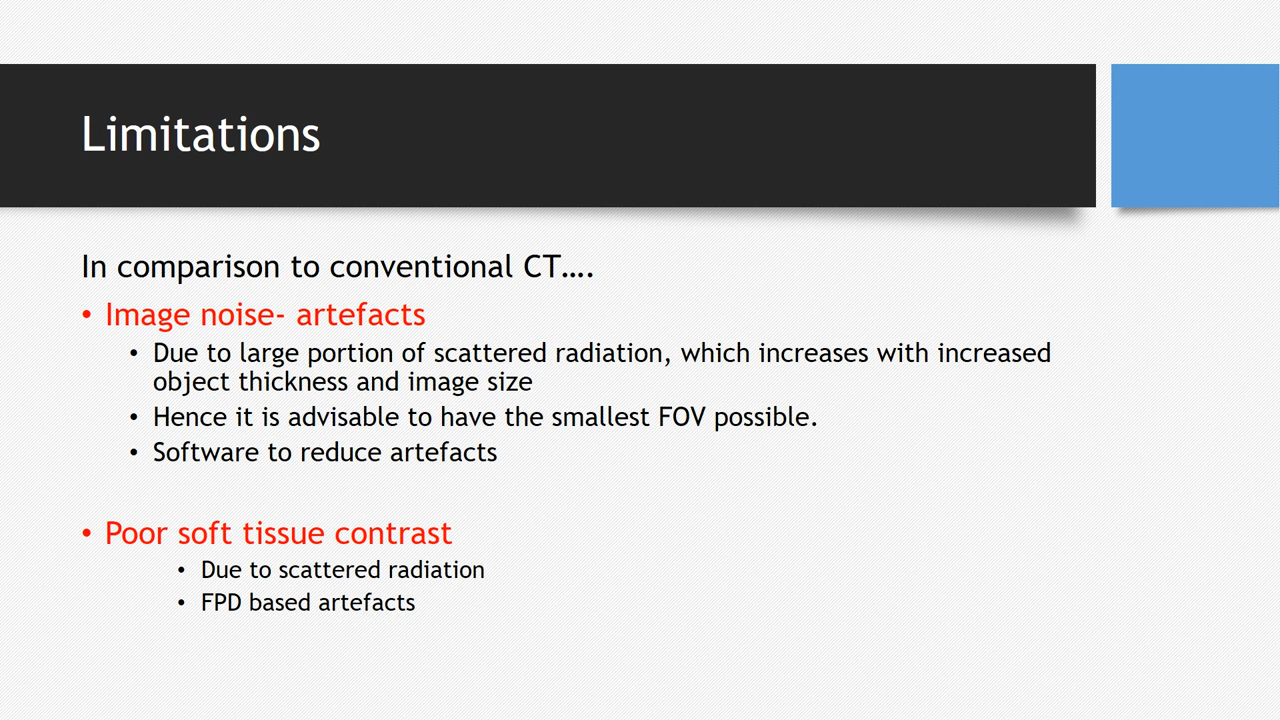 Limitations
In comparison to conventional CT….
• Image noise- artefacts
• Due to large portion of scattered radiation, which increases with increased
object thickness and image size
• Hence it is advisable to have the smallest FOV possible.
• Software to reduce artefacts
• Poor soft tissue contrast
• Due to scattered radiation
• FPD based artefacts